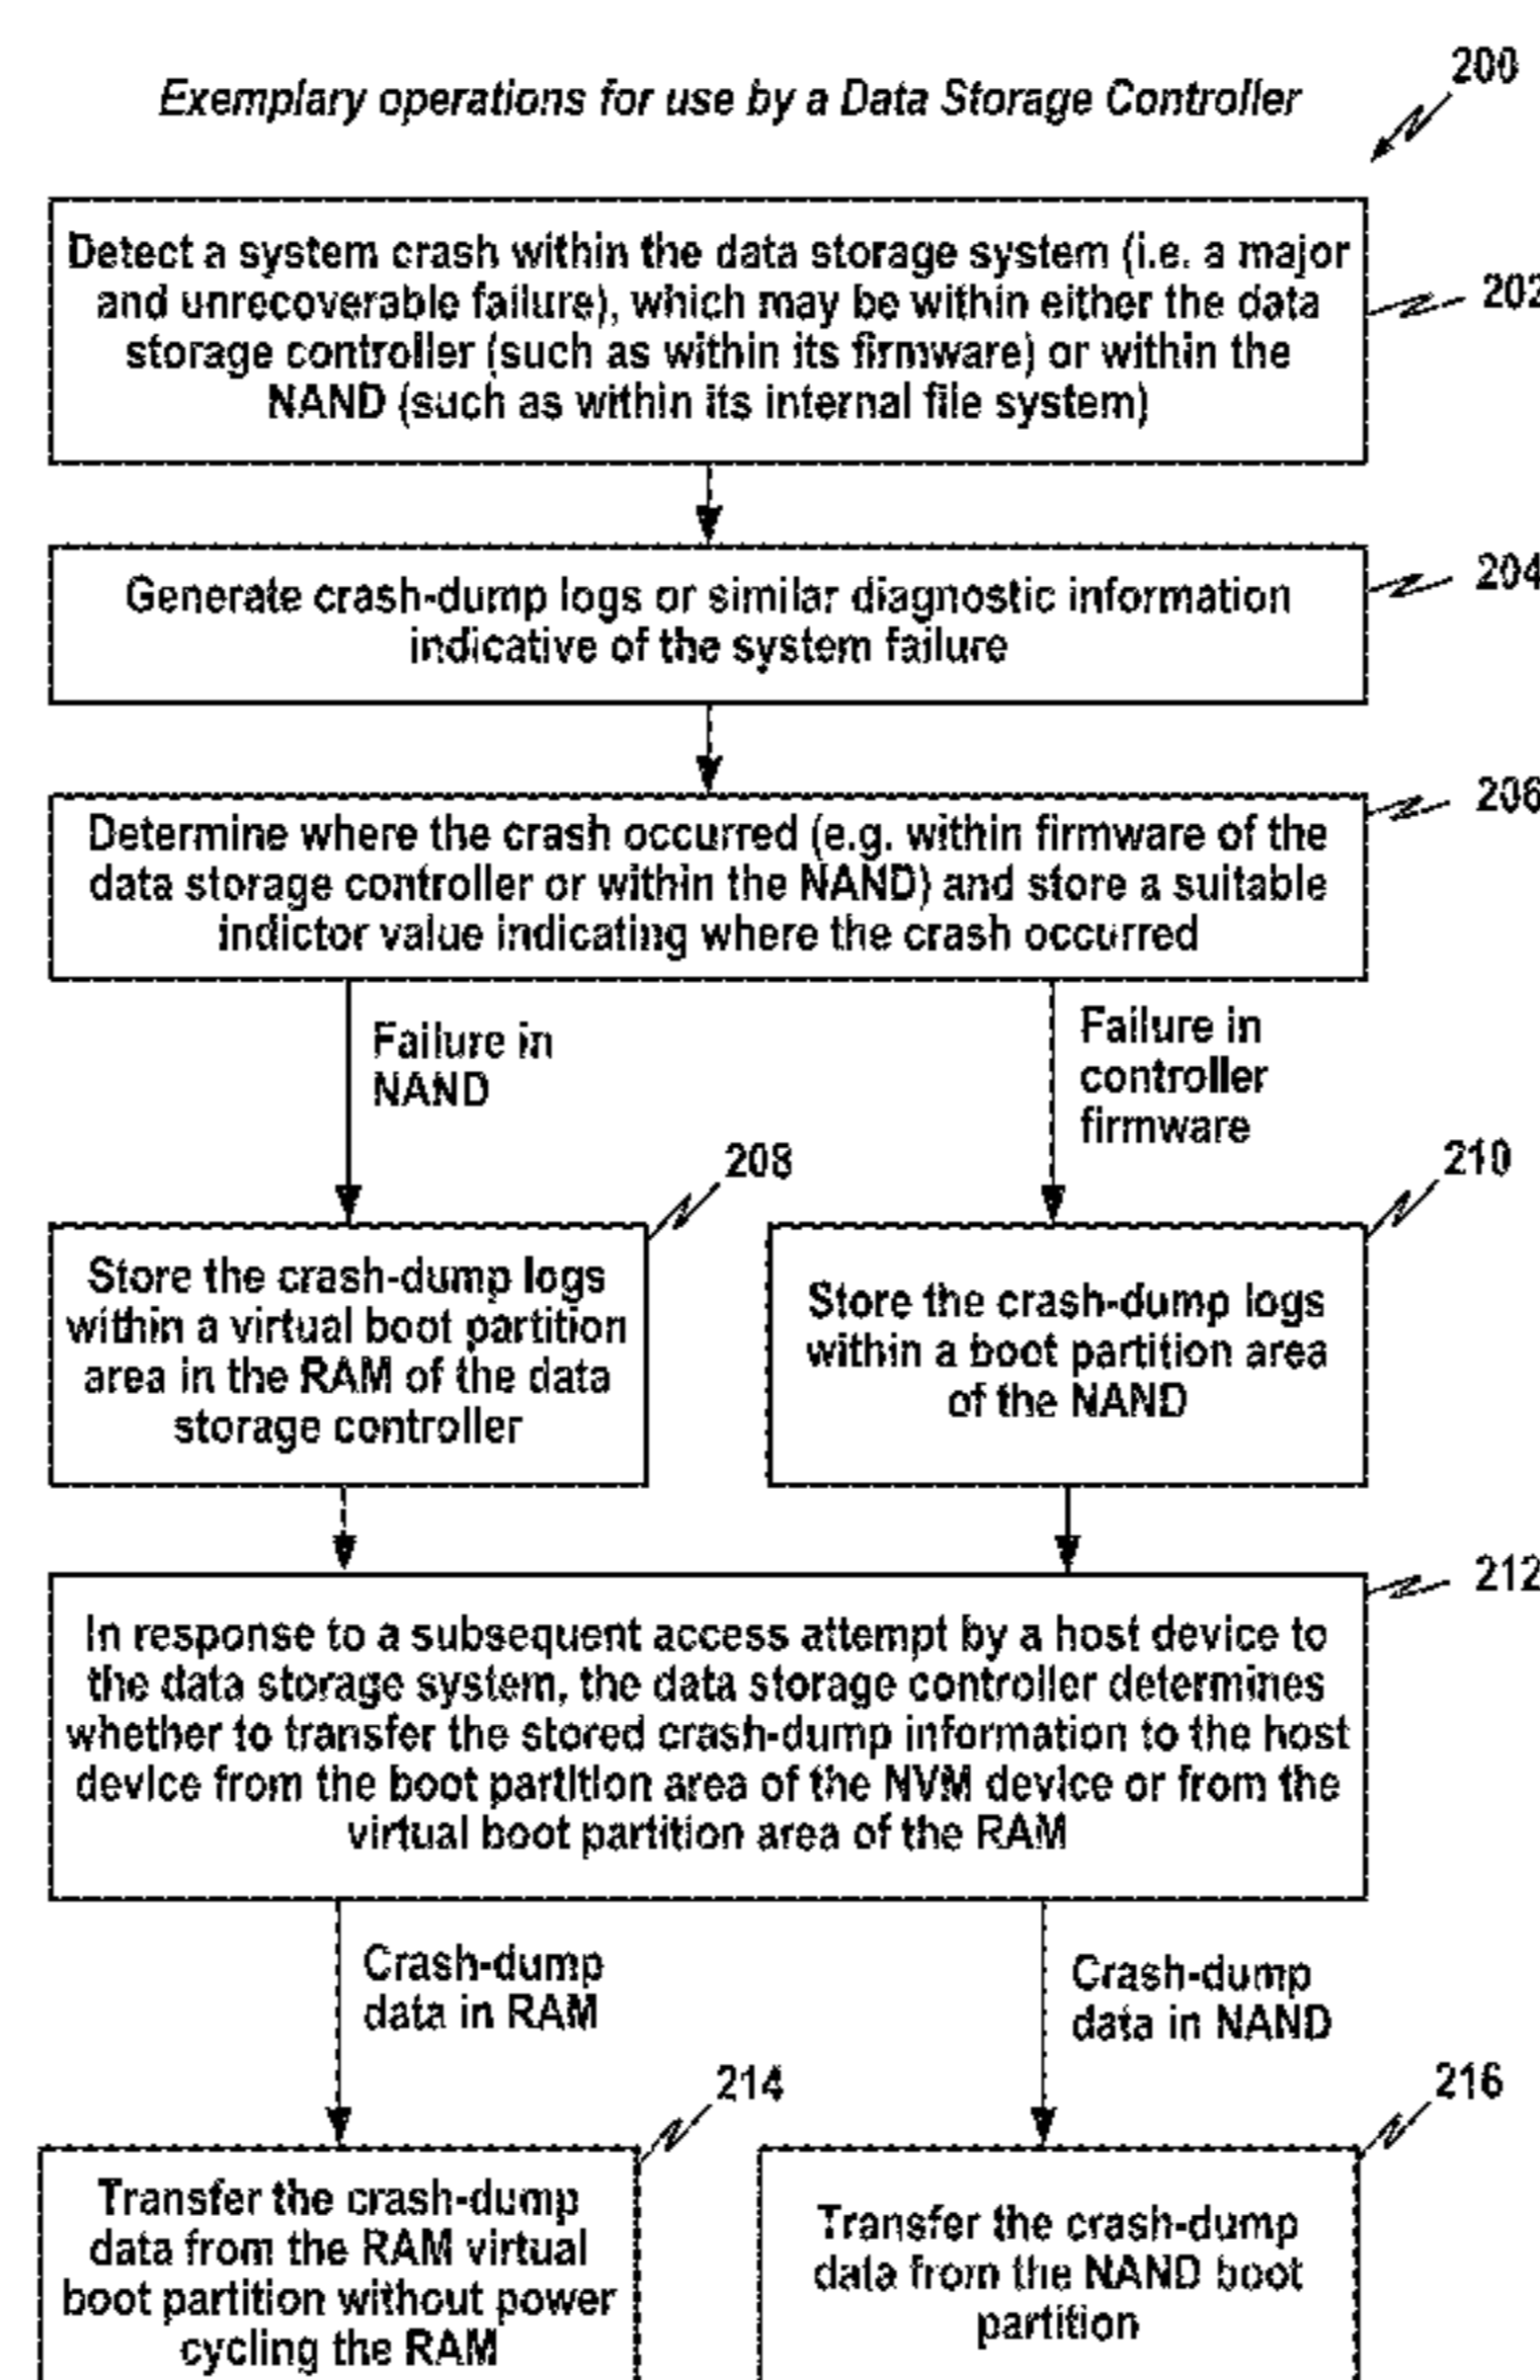 200
Exemplary operations for use by a Data Storage Controller
Detect a system crash within the data storage system (i.e. a major
and unrecoverable failure), which may be within either the data
storage controller (such as within its firmware) or within the
NAND (such as within its internal file system)
202
Generate crash-dump logs or similar diagnostic information
indicative of the system failure
204
Determine where the crash occurred (e.g. within firmware of the
data storage controller or within the NAND) and store a suitable
indictor value indicating where the crash occurred
206
Failure in
NAND
Failure in
controller
firmware
208
210
Store the crash-dump logs
within a virtual boot partition
area in the RAM of the data
storage controller
Store the crash-dump logs
within a boot partition area
of the NAND
212
In response to a subsequent access attempt by a host device to
the data storage system, the data storage controller determines
whether to transfer the stored crash-dump information to the host
device from the boot partition area of the NVM device or from the
virtual boot partition area of the RAM
Crash-dump
data in RAM
Crash-dump
data in NAND
214
216
Transfer the crash-dump
data from the RAM virtual
boot partition without power
cycling the RAM
Transfer the crash-dump
data from the NAND boot
partition